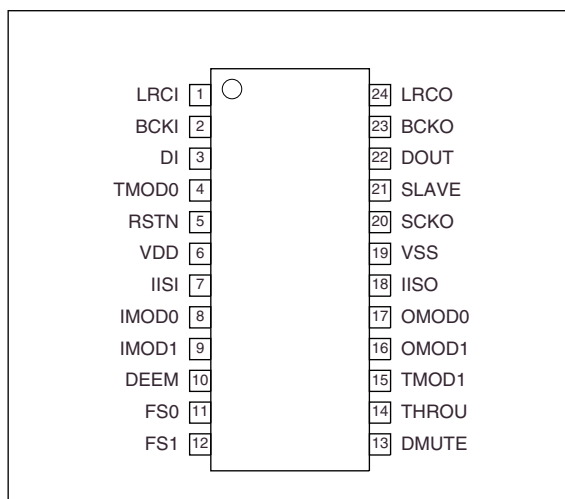 LRCI 1 24 LRCO
BCKI 2 23 BCKO
DI 3 22 DOUT
TMOD0 4 21 SLAVE
RSTN 5 20 SCKO
VDD 6 19 VSS
IISI 7 18 IISO
IMOD0 8 17 OMOD0
IMOD1 9 16 OMOD1
DEEM 10 15 TMOD1
FS0 11 14 THROU
FS1 12 13 DMUTE